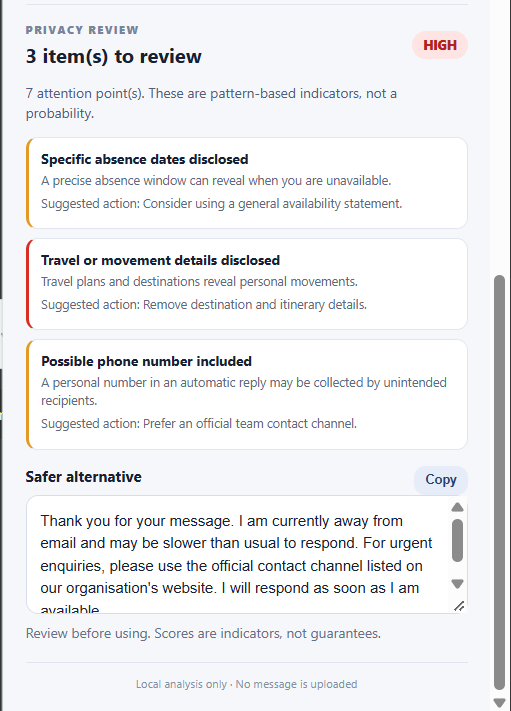 PRIVACY REVIEW
3 item(s) to review
HIGH
7 attention point(s). These are pattern-based indicators, not a
probability.
Specific absence dates disclosed
A precise absence window can reveal when you are unavailable.
Suggested action: Consider using a general availability statement.
Travel or movement details disclosed
Travel plans and destinations reveal personal movements.
Suggested action: Remove destination and itinerary details.
Possible phone number included
A personal number in an automatic reply may be collected by unintended
recipients.
Suggested action: Prefer an official team contact channel.
Safer alternative
Copy
Thank you for your message. I am currently away from
email and may be slower than usual to respond. For urgent
enquiries, please use the official contact channel listed on
our organisation's website. I will respond as soon as I am
available
Review before using. Scores are indicators, not guarantees.
Local analysis only · No message is uploaded